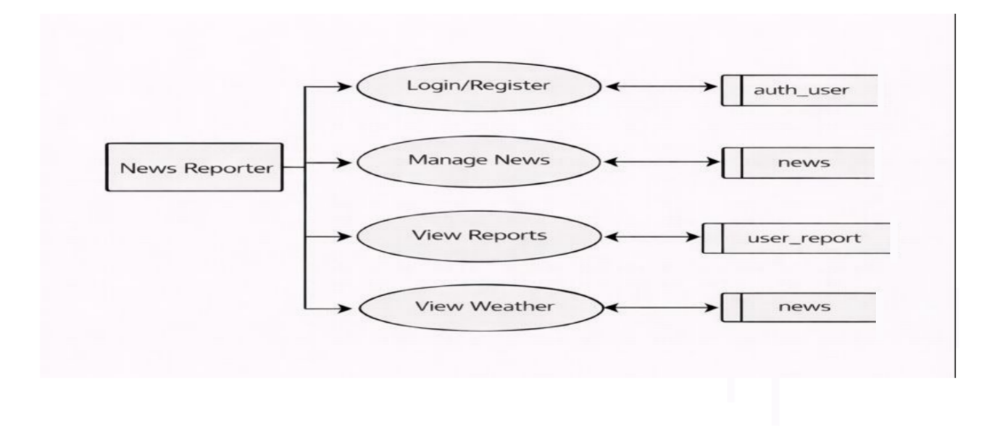 Login/Register
auth_user
News Reporter
Manage News
news
View Reports
user_report
View Weather
news